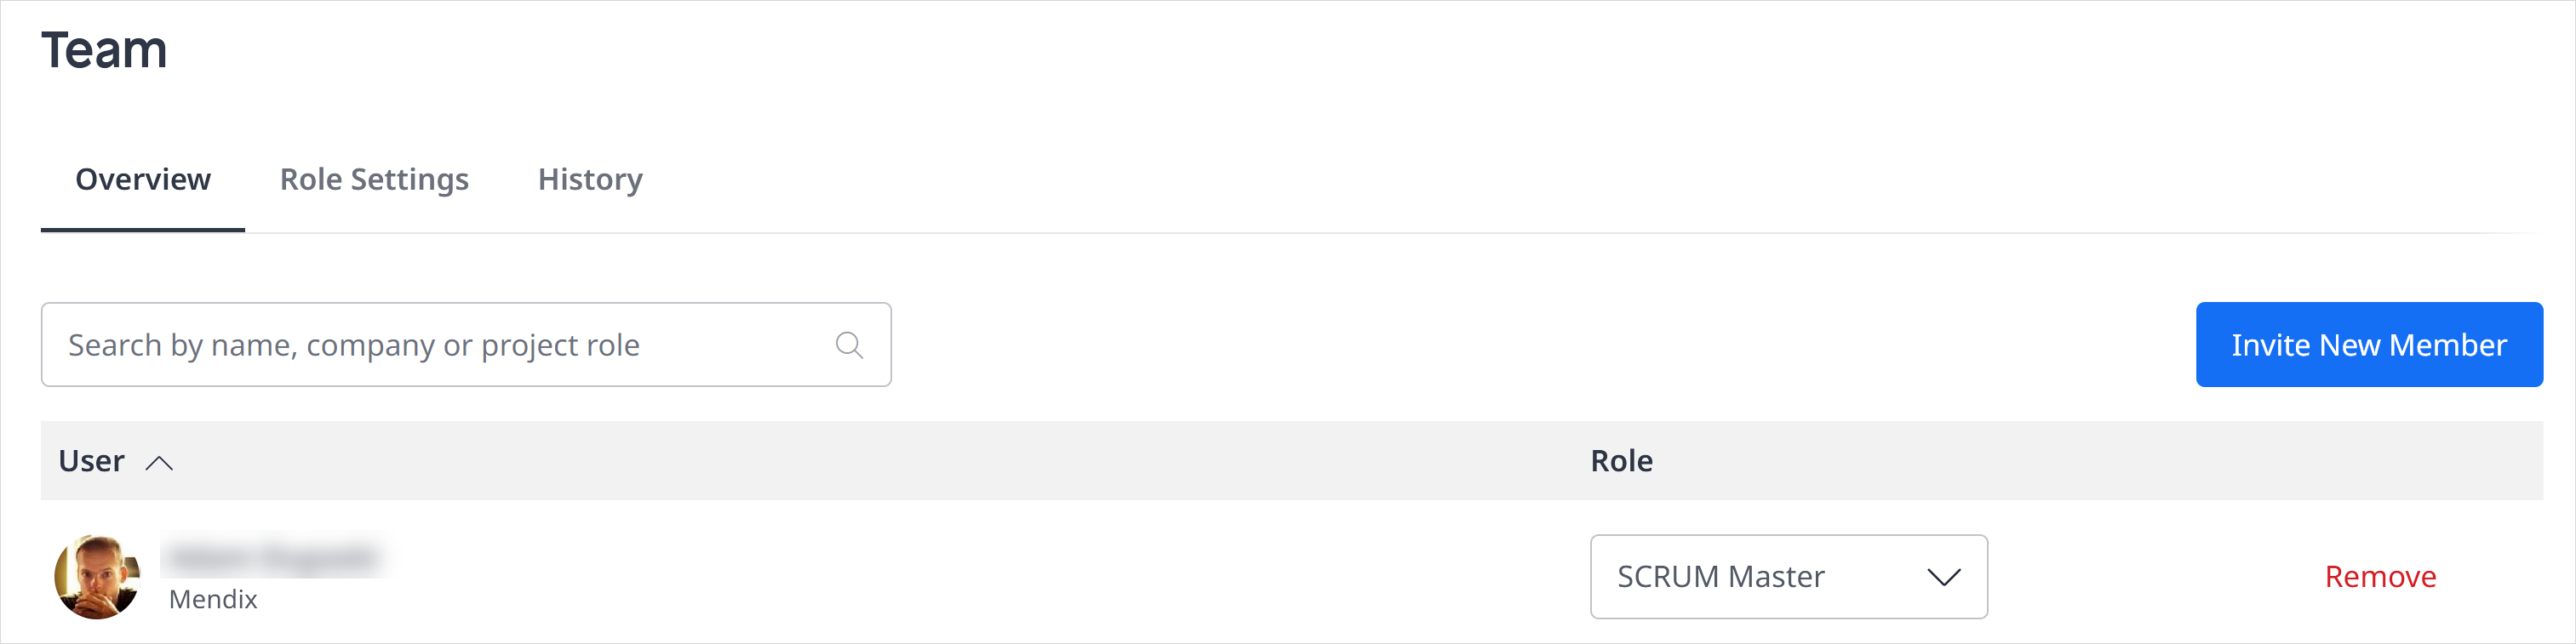 Team
Overview Role Settings History
Search by name, company or project role
Invite New Member
User Role
Mendix
SCRUM Master
Remove